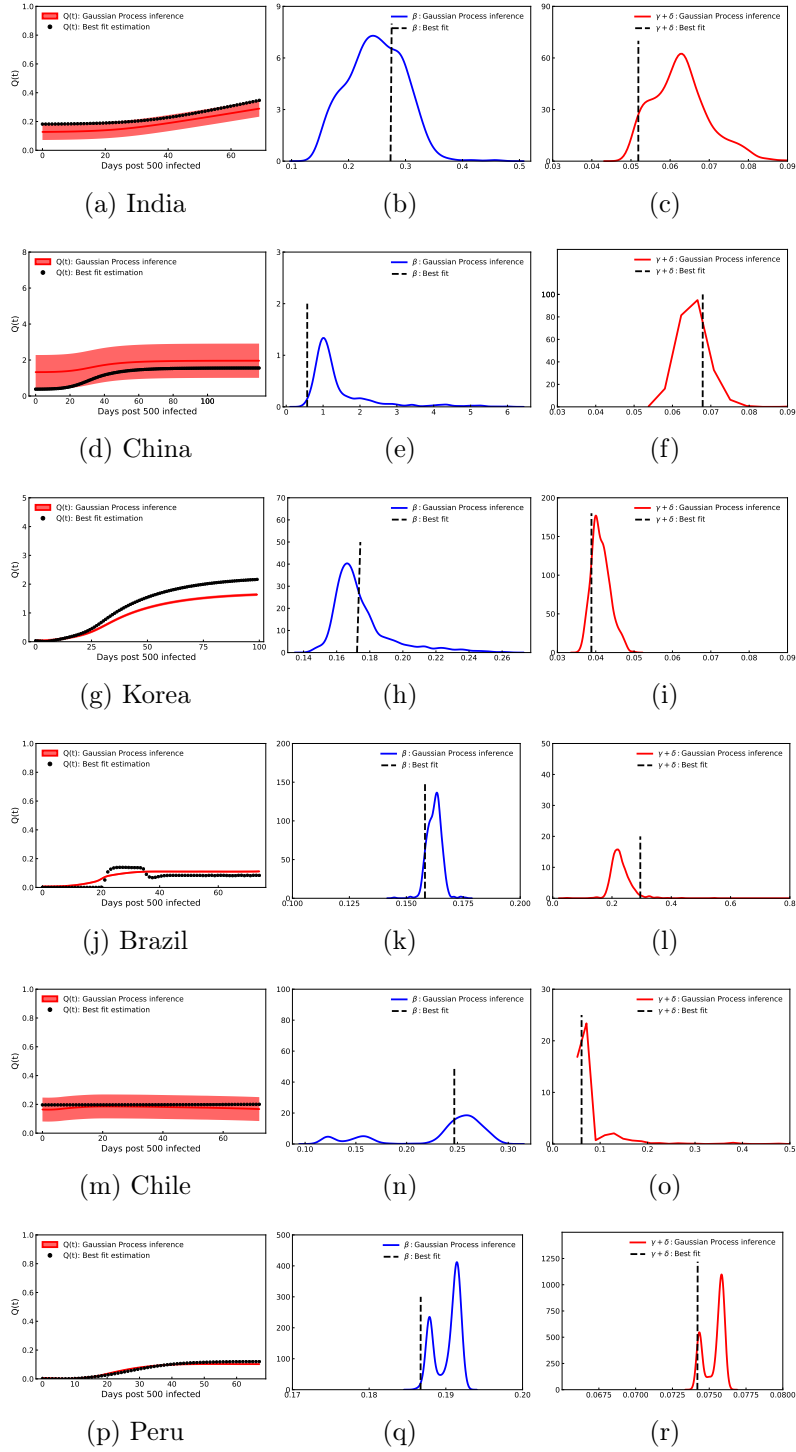 Q(t): Gaussian Process inference
Q(t): Best fit estimation
Q(t)
1.0
0.8
0.6
0.4
0.2
0.0
0 20 40 60
Days post 500 infected
β : Gaussian Process inference
β : Best fit
9
6
3
0
0.1 0.2 0.3 0.4 0.5
γ + δ : Gaussian Process inference
γ + δ : Best fit
90
60
30
0
0.03 0.04 0.05 0.06 0.07 0.08 0.09
(a) India (b) (c)
Q(t): Gaussian Process inference
Q(t): Best fit estimation
Q(t)
8
6
4
2
0
0 20 40 60 80 100 120
Days post 500 infected
β : Gaussian Process inference
β : Best fit
3
2
1
0
0 1 2 3 4 5 6
γ + δ : Gaussian Process inference
γ + δ : Best fit
100
80
60
40
20
0
0.03 0.04 0.05 0.06 0.07 0.08 0.09
(d) China (e) (f)
Q(t): Gaussian Process inference
Q(t): Best fit estimation
Q(t)
5
4
3
2
1
0
0 25 50 75 100
Days post 500 infected
β : Gaussian Process inference
β : Best fit
70
60
50
40
30
20
10
0
0.14 0.16 0.18 0.20 0.22 0.24 0.26
γ + δ : Gaussian Process inference
γ + δ : Best fit
200
150
100
50
0
0.03 0.04 0.05 0.06 0.07 0.08 0.09
(g) Korea (h) (i)
Q(t): Gaussian Process inference
Q(t): Best fit estimation
Q(t)
1.0
0.8
0.6
0.4
0.2
0.0
0 20 40 60
Days post 500 infected
β : Gaussian Process inference
β : Best fit
200
150
100
50
0
0.100 0.125 0.150 0.175 0.200
γ + δ : Gaussian Process inference
γ + δ : Best fit
50
40
30
20
10
0
0.0 0.2 0.4 0.6 0.8
(j) Brazil (k) (l)
Q(t): Gaussian Process inference
Q(t): Best fit estimation
Q(t)
1.0
0.8
0.6
0.4
0.2
0.0
0 20 40 60
Days post 500 infected
β : Gaussian Process inference
β : Best fit
100
80
60
40
20
0
0.10 0.15 0.20 0.25 0.30
γ + δ : Gaussian Process inference
γ + δ : Best fit
50
40
30
20
10
0
0.0 0.1 0.2 0.3 0.4 0.5
(m) Chile (n) (o)
Q(t): Gaussian Process inference
Q(t): Best fit estimation
Q(t)
1.0
0.8
0.6
0.4
0.2
0.0
0 10 20 30 40 50 60
Days post 500 infected
β : Gaussian Process inference
β : Best fit
500
400
300
200
100
0
0.17 0.18 0.19 0.20
γ + δ : Gaussian Process inference
γ + δ : Best fit
1250
1000
750
500
250
0
0.0675 0.0700 0.0725 0.0750 0.0775 0.0800
(p) Peru (q) (r)